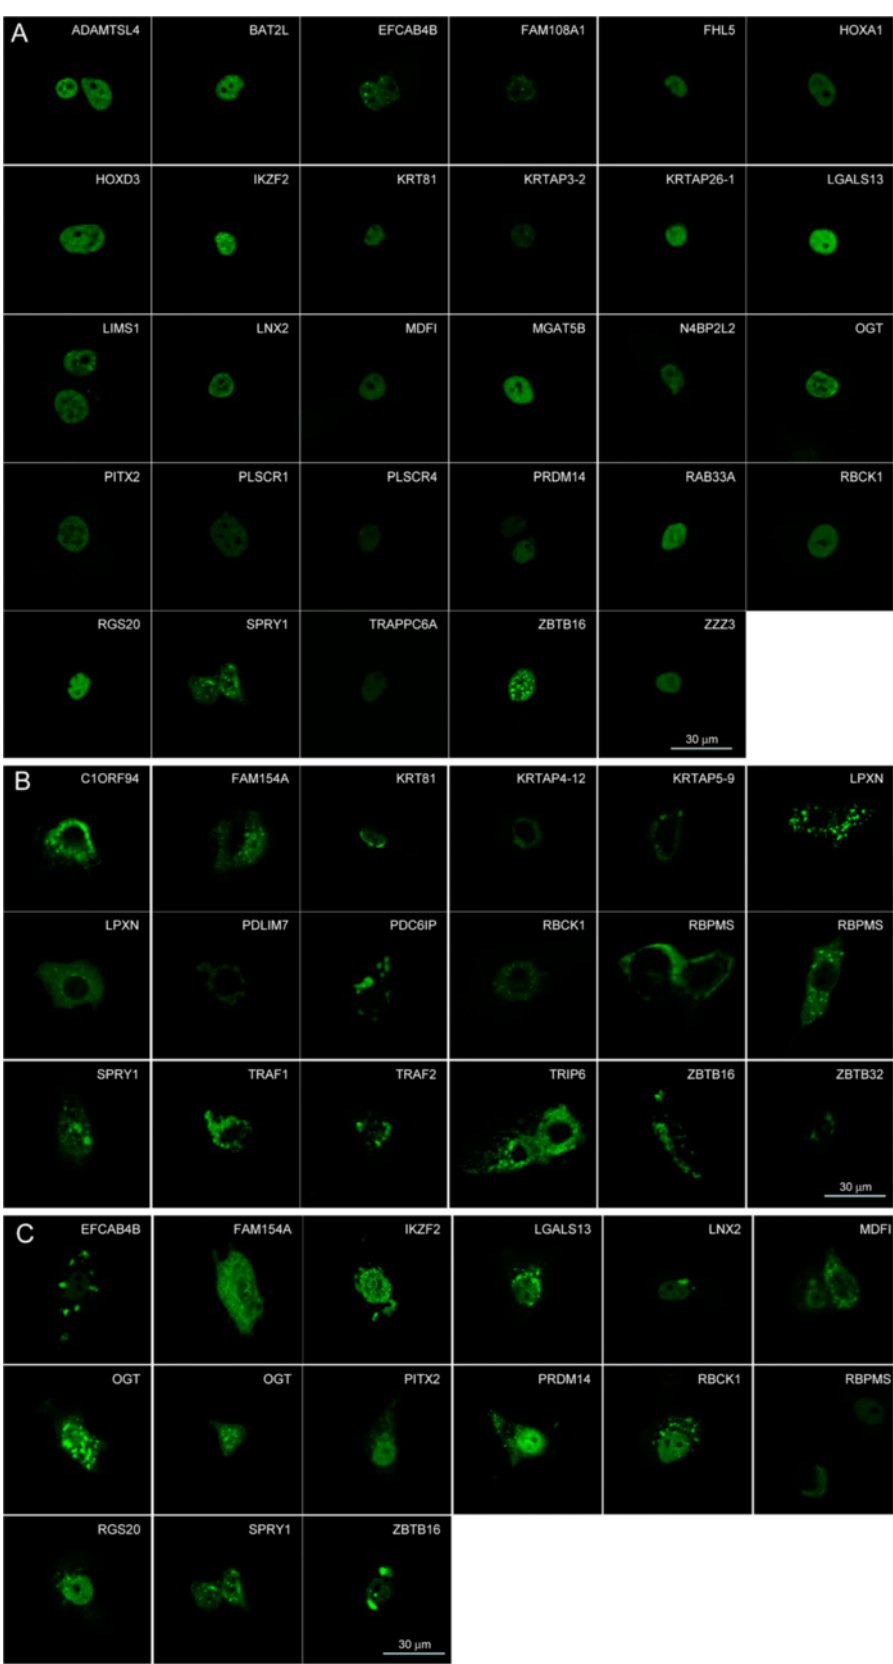 A
ADAMTSL4 BAT2L EFCAB4B FAM108A1 FHL5 HOXA1
HOXD3 IKZF2 KRT81 KRTAP3-2 KRTAP26-1 LGALS13
LIMS1 LNX2 MDFI MGAT5B N4BP2L2 OGT
PITX2 PLSCR1 PLSCR4 PRDM14 RAB33A RBCK1
RGS20 SPRY1 TRAPPC6A ZBTB16 ZZZ3
30 μm
B
C1ORF94 FAM154A KRT81 KRTAP4-12 KRTAP5-9 LPXN
LPXN PDLIM7 PDC6IP RBCK1 RBPMS RBPMS
SPRY1 TRAF1 TRAF2 TRIP6 ZBTB16 ZBTB32
30 μm
C
EFCAB4B FAM154A IKZF2 LGALS13 LNX2 MDFI
OGT OGT PITX2 PRDM14 RBCK1 RBPMS
RGS20 SPRY1 ZBTB16
30 μm